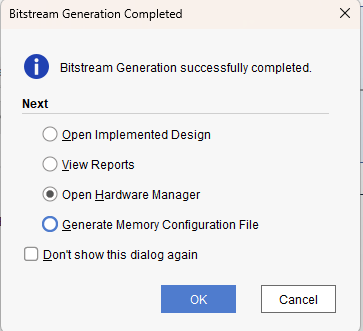 Bitstream Generation Completed
Bitstream Generation successfully completed.
Next
Open Implemented Design
View Reports
Open Hardware Manager
Generate Memory Configuration File
Don't show this dialog again
OK
Cancel